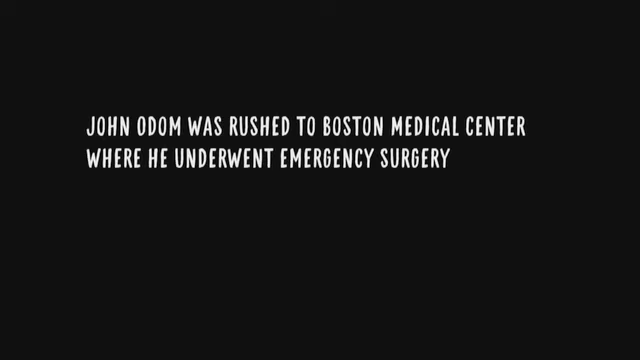 JOHN ODOM WAS RUSHED TO BOSTON MEDICAL CENTER
WHERE HE UNDERWENT EMERGENCY SURGERY